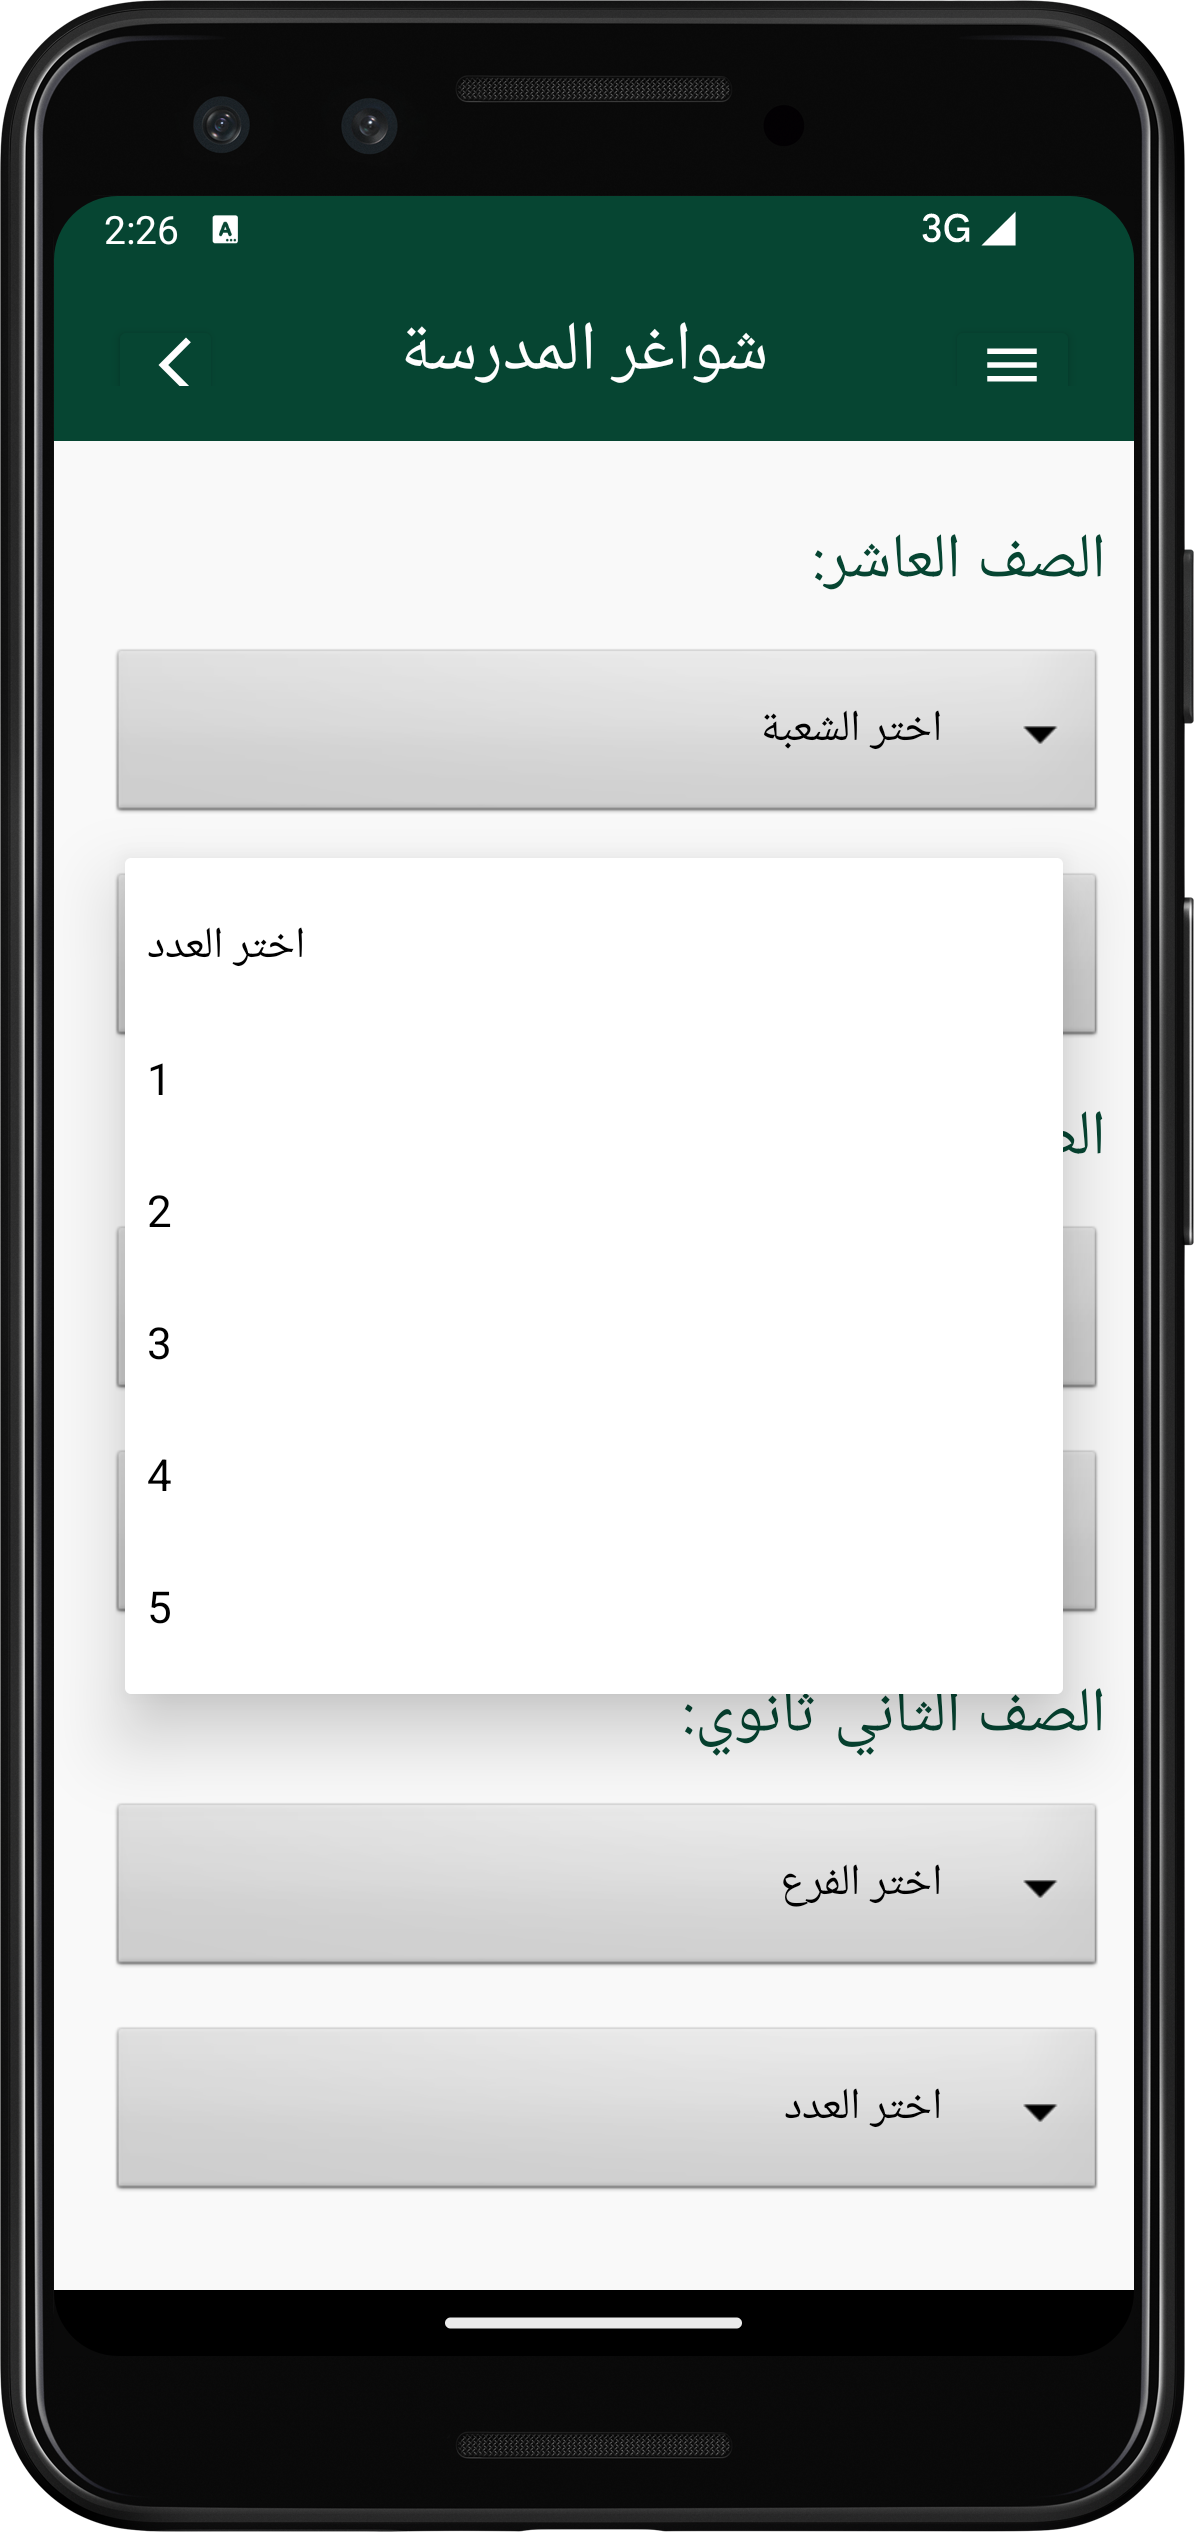 2:26 3G
شواغر المدرسة
الصف العاشر:
اختر الشعبة
اختر العدد
1
2
3
4
5
الصف الثاني ثانوي:
اختر الفرع
اختر العدد